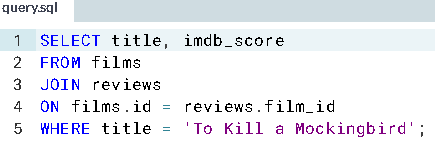 query.sql
1 SELECT title, imdb_score
2 FROM films
3 JOIN reviews
4 ON films.id = reviews.film_id
5 WHERE title = 'To Kill a Mockingbird';